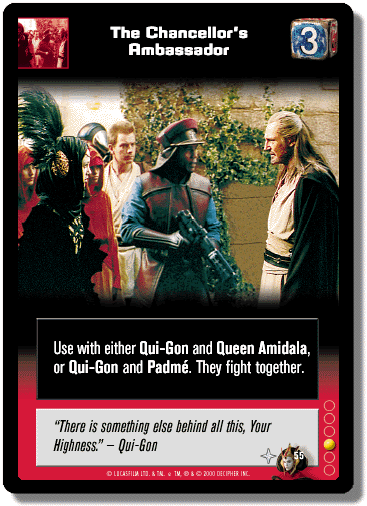 The Chancellor's
Ambassador
3
Use with either Qui-Gon and Queen Amidala,
or Qui-Gon and Padmé. They fight together.
"There is something else behind all this, Your
Highness." – Qui-Gon
55
© LUCASFILM LTD. & TM. ® TM, ® & © 2000 DECIPHER INC.